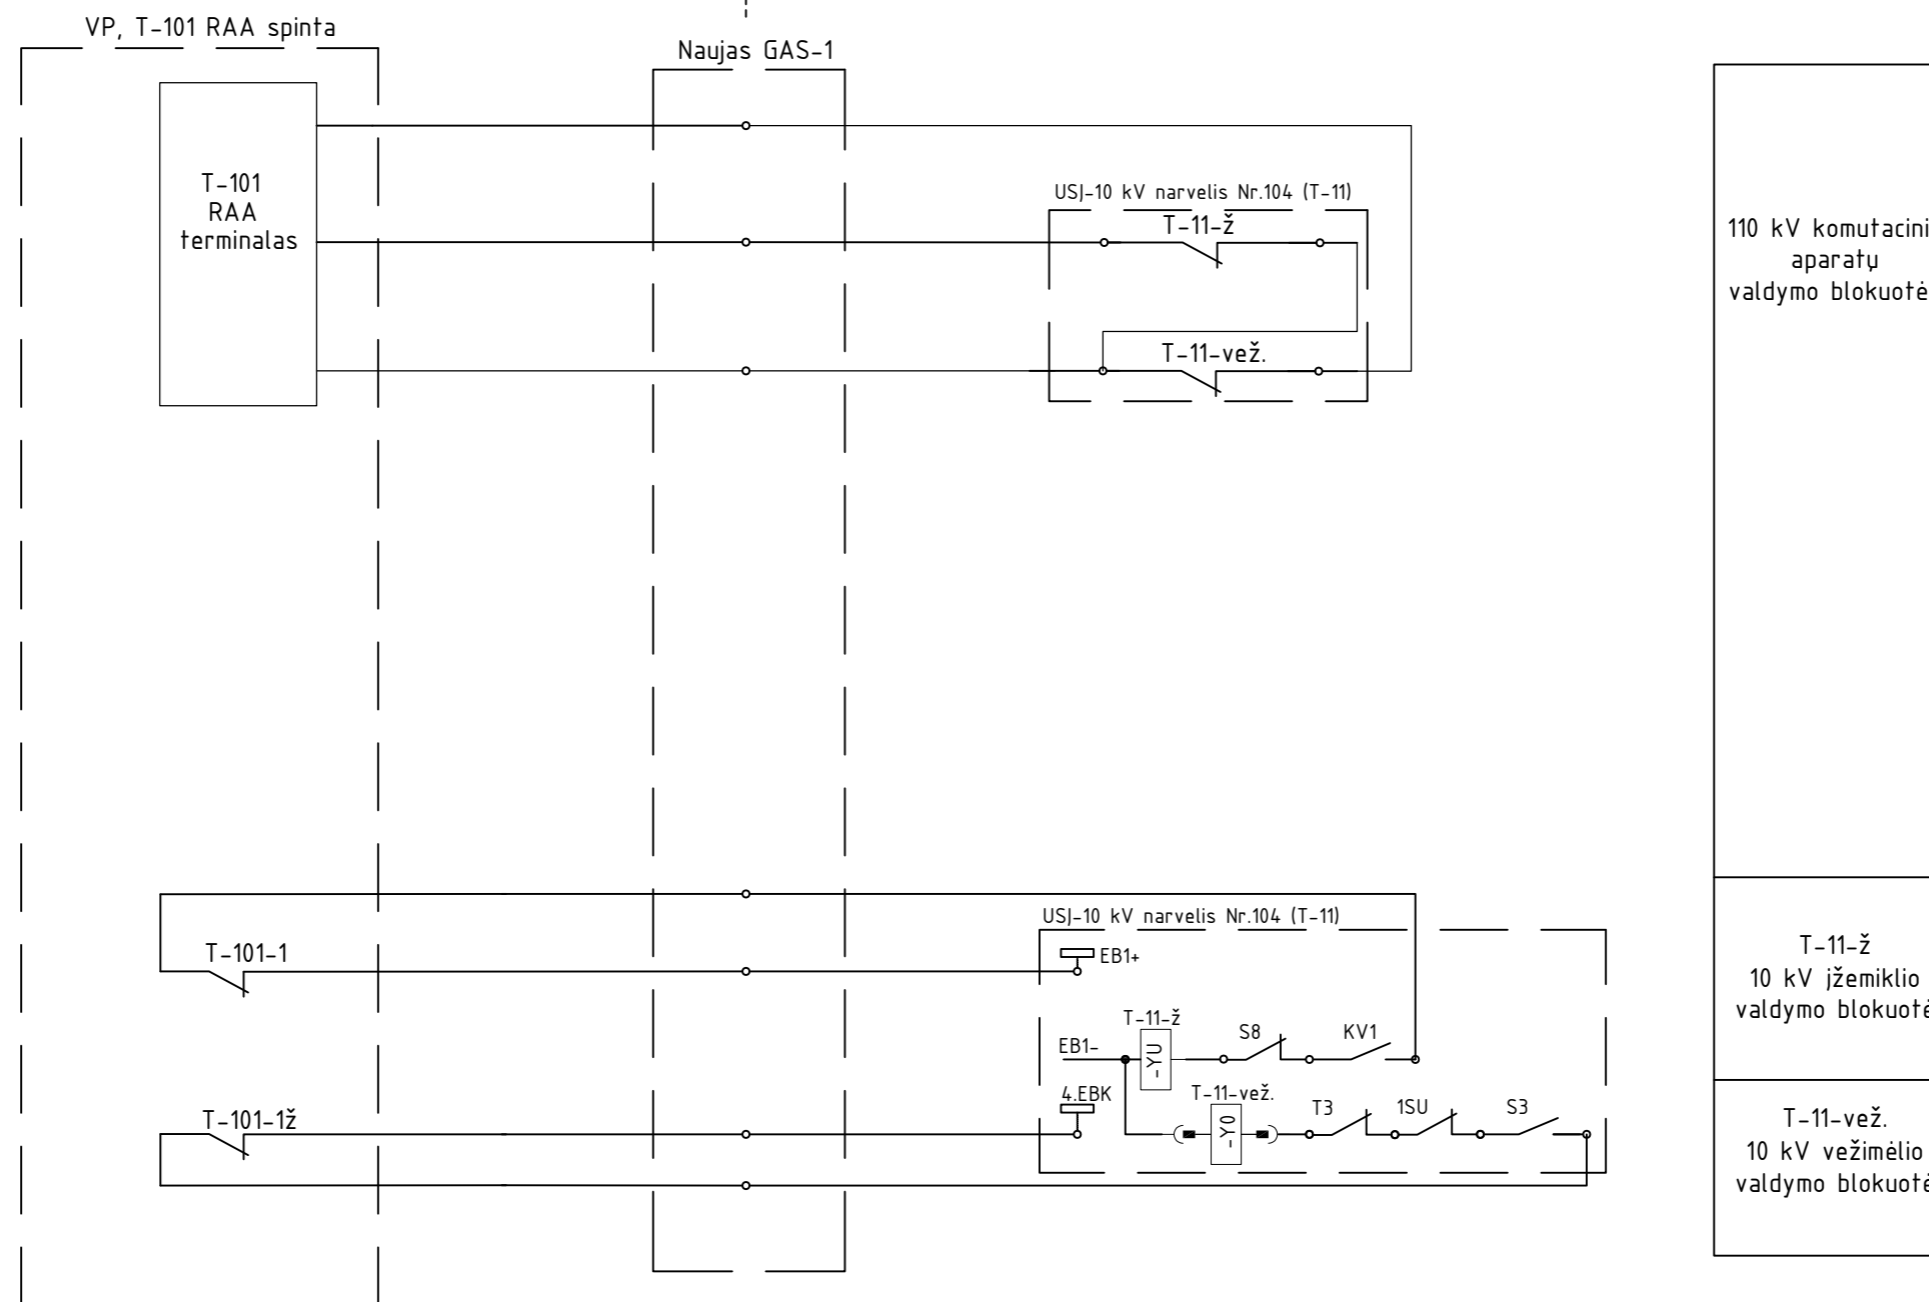 VP, T-101 RAA spinta
Naujas GAS-1
T-101
RAA
terminalas
USĮ-10 kV narvelis Nr.104 (T-11)
T-11-ž
T-11-vež.
110 kV komutacini
aparatų
valdymo blokuotė
T-101-1
USĮ-10 kV narvelis Nr.104 (T-11)
EB1+
T-11-ž
EB1-
-YU
S8
KV1
T-11-ž
10 kV įžemiklio
valdymo blokuotė
T-101-1ž
4.EBK
T-11-vež.
-Y0
T3
1SU
S3
T-11-vež.
10 kV vežimėlio
valdymo blokuotė